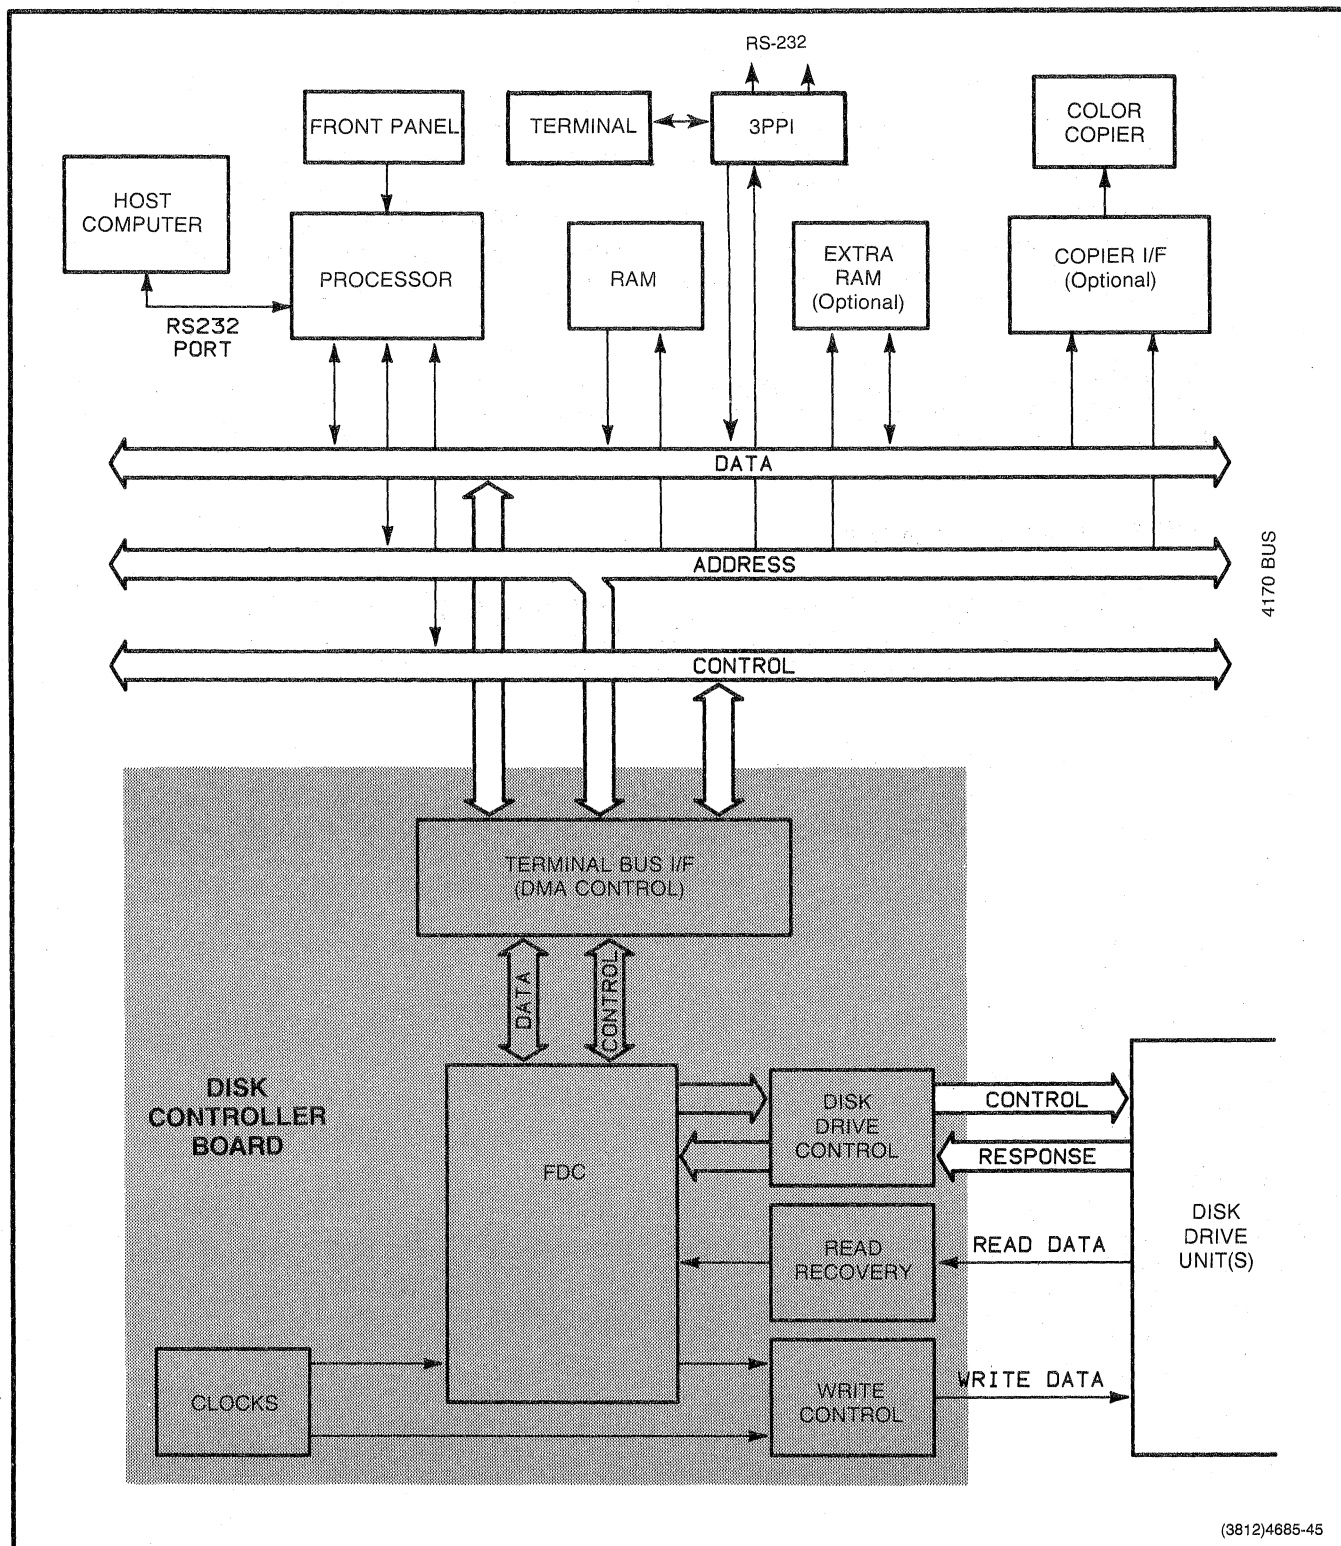 RS-232
FRONT PANEL
TERMINAL
3PPI
COLOR
COPIER
HOST
COMPUTER
PROCESSOR
RAM
EXTRA
RAM
(Optional)
COPIER I/F
(Optional)
RS232
PORT
DATA
ADDRESS
4170 BUS
CONTROL
TERMINAL BUS I/F
(DMA CONTROL)
DATA
CONTROL
DISK
CONTROLLER
BOARD
FDC
DISK
DRIVE
CONTROL
CONTROL
RESPONSE
READ
RECOVERY
READ DATA
DISK
DRIVE
UNIT(S)
CLOCKS
WRITE
CONTROL
WRITE DATA
(3812)4685-45